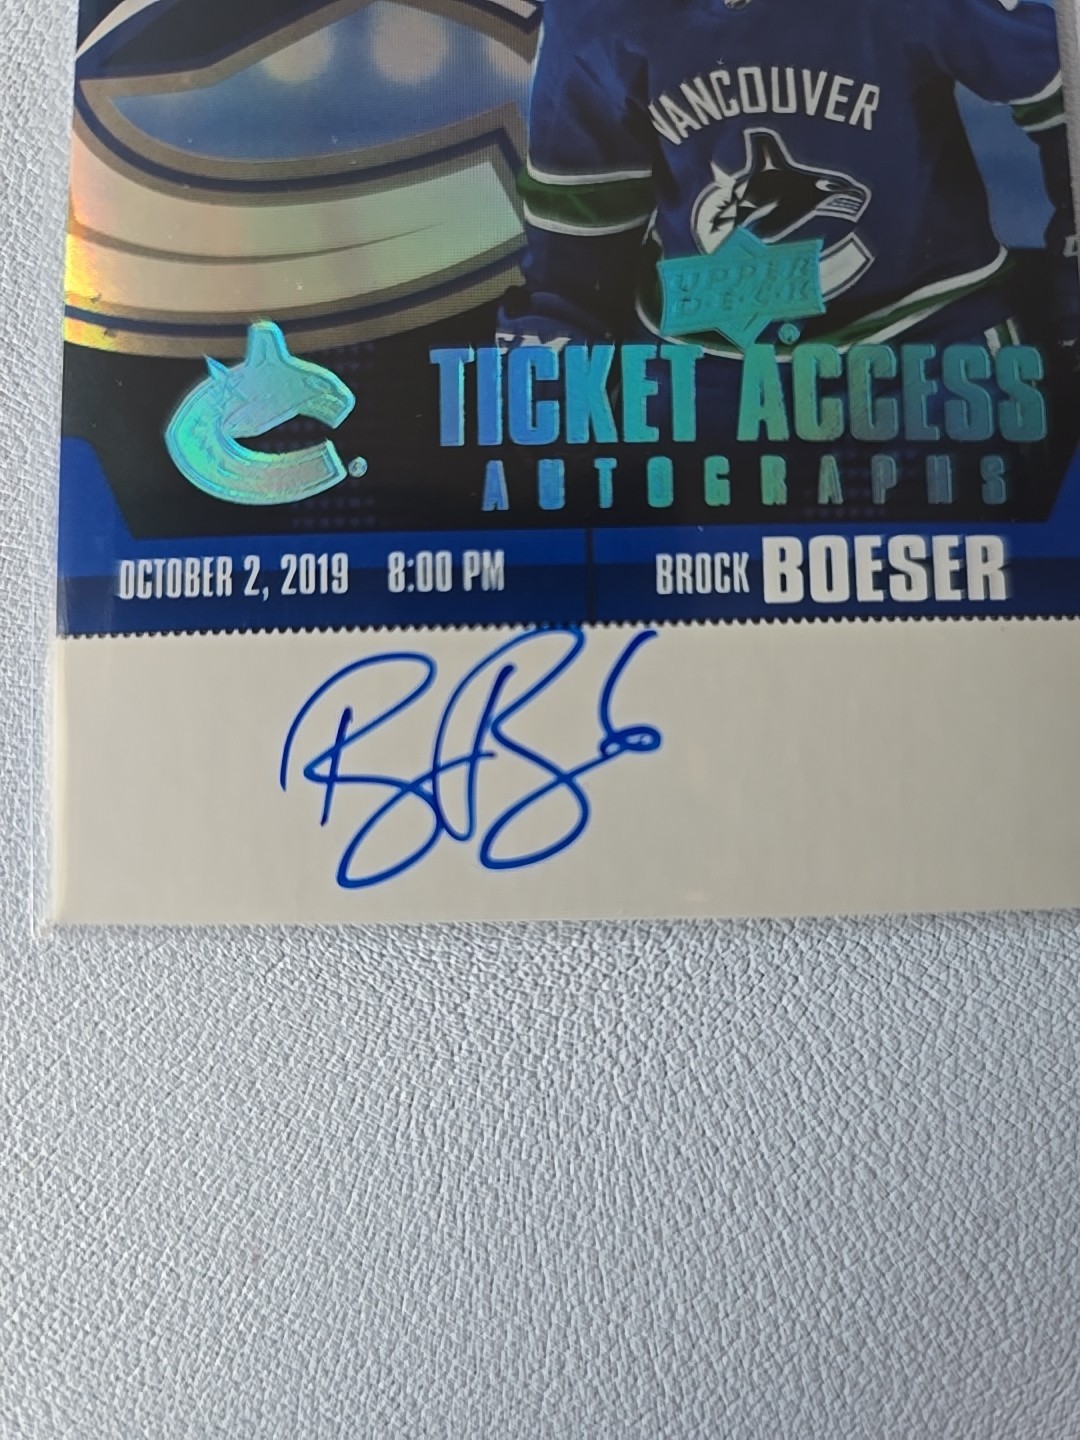 VANCOUVER
UPPER
DECK
TICKET ACCESS
AUTOGRAPHS
OCTOBER 2, 2019 8:00 PM BROCK BOESER